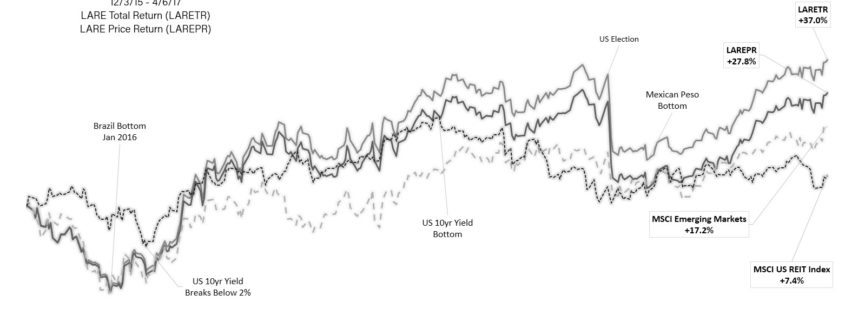 12/3/15 - 4/6/17
LARE Total Return (LARETR)
LARE Price Return (LAREPR)
LARETR
+37.0%
US Election
LAREPR
+27.8%
Mexican Peso
Bottom
Brazil Bottom
Jan 2016
US 10yr Yield
Bottom
MSCI Emerging Markets
+17.2%
MSCI US REIT Index
+7.4%
US 10yr Yield
Breaks Below 2%